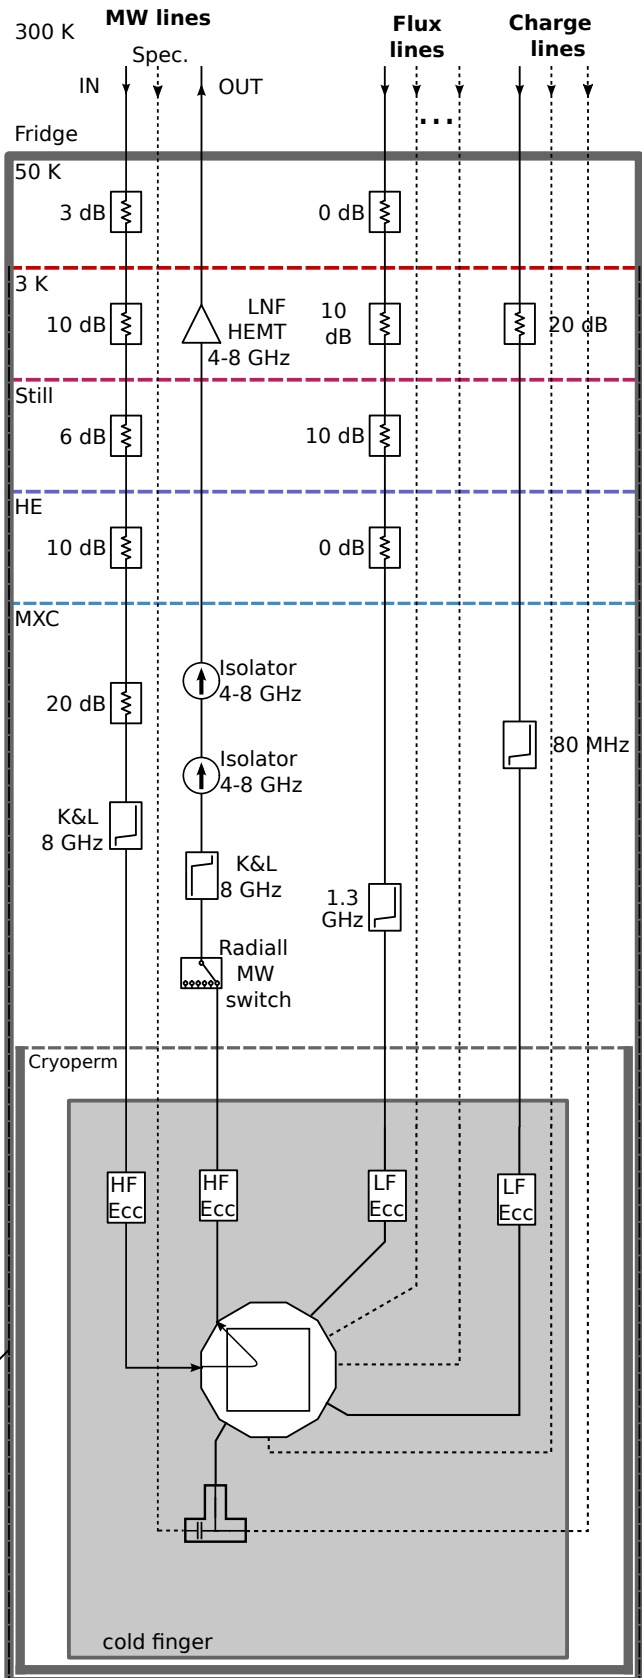 300 K
MW lines
Spec.
IN
OUT
Flux
lines
Charge
lines
...
Fridge
50 K
3 dB
0 dB
3 K
10 dB
LNF
HEMT
4-8 GHz
10
dB
20 dB
Still
6 dB
10 dB
HE
10 dB
0 dB
MXC
20 dB
Isolator
4-8 GHz
Isolator
4-8 GHz
80 MHz
K&L
8 GHz
K&L
8 GHz
1.3
GHz
Radiall
MW
switch
Cryoperm
HF
Ecc
HF
Ecc
LF
Ecc
LF
Ecc
cold finger